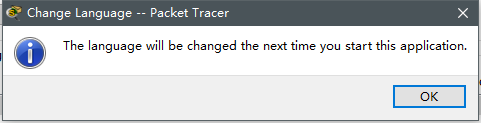 Change Language -- Packet Tracer
The language will be changed the next time you start this application.
OK